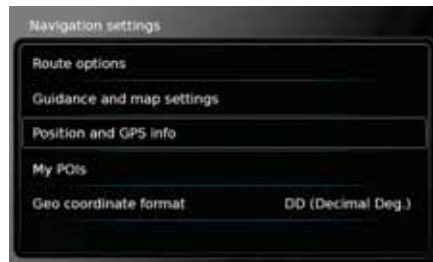 Navigation settings
Route options
Guidance and map settings
Position and GPS info
My POIs
Geo coordinate format DD (Decimal Deg.)